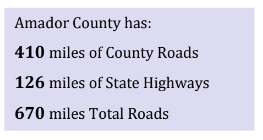 Amador County has:
410 miles of County Roads
126 miles of State Highways
670 miles Total Roads